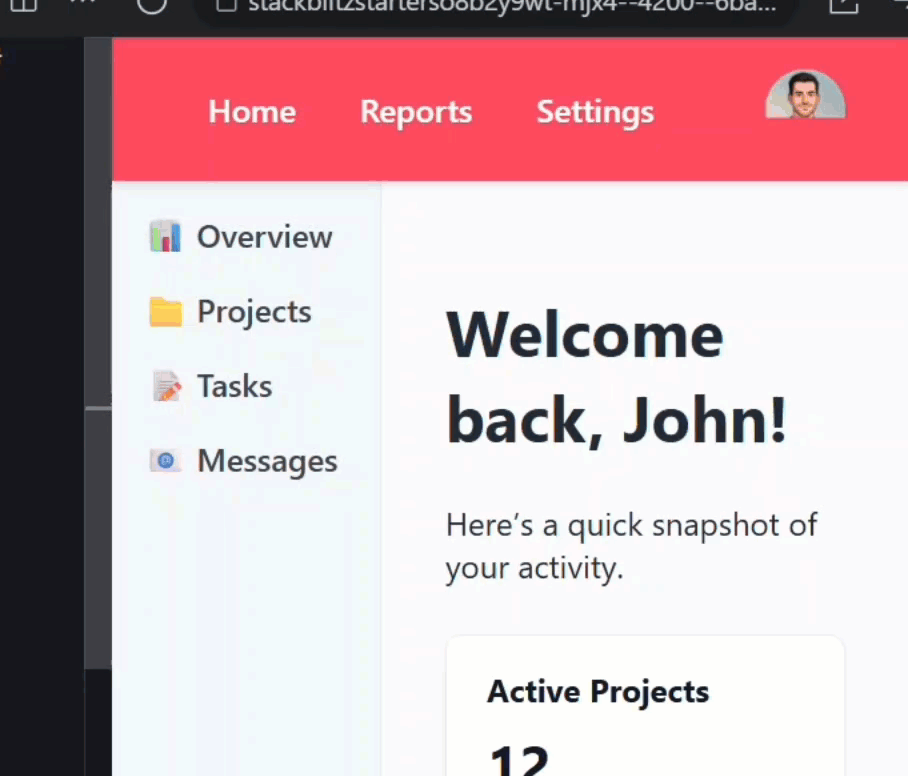 Home Reports Settings
Overview
Projects
Tasks
Messages
Welcome
back, John!
Here’s a quick snapshot of
your activity.
Active Projects
12